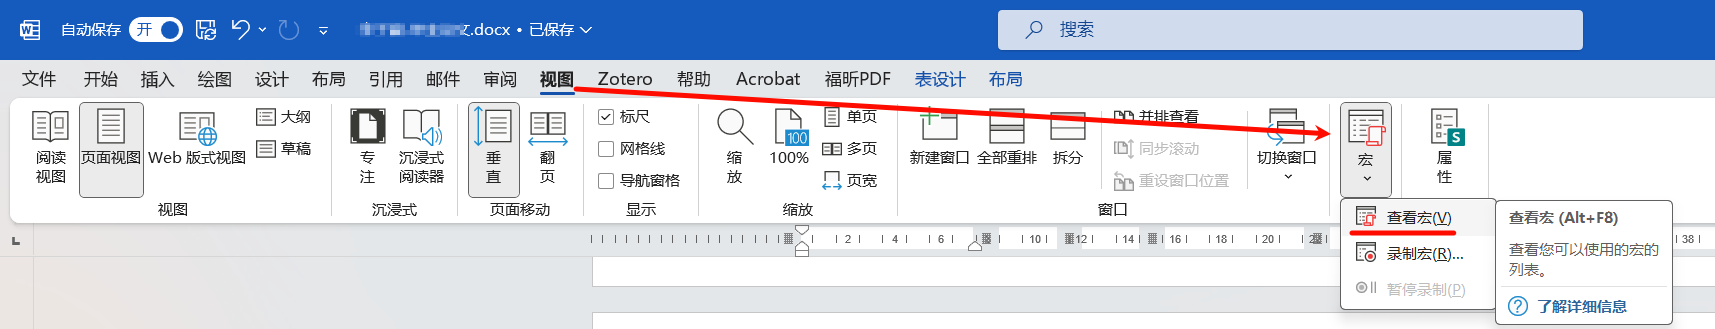 自动保存 开 .docx • 已保存 搜索
文件 开始 插入 绘图 设计 布局 引用 邮件 审阅 视图 Zotero 帮助 Acrobat 福昕PDF 表设计 布局
阅读视图
页面视图
Web 版式视图
大纲
草稿
视图
专注
沉浸式阅读器
沉浸式
垂直
翻页
页面移动
标尺
网格线
导航窗格
显示
缩放
100
100%
单页
多页
页宽
缩放
新建窗口
全部重排
拆分
并排查看
同步滚动
重设窗口位置
切换窗口
窗口
宏
S
属性
查看宏(V)
录制宏(R)...
暂停录制(P)
查看宏 (Alt+F8)
查看您可以使用的宏的
列表。
? 了解详细信息
2 4 6 8 10 12 14 16 18 20 22 38